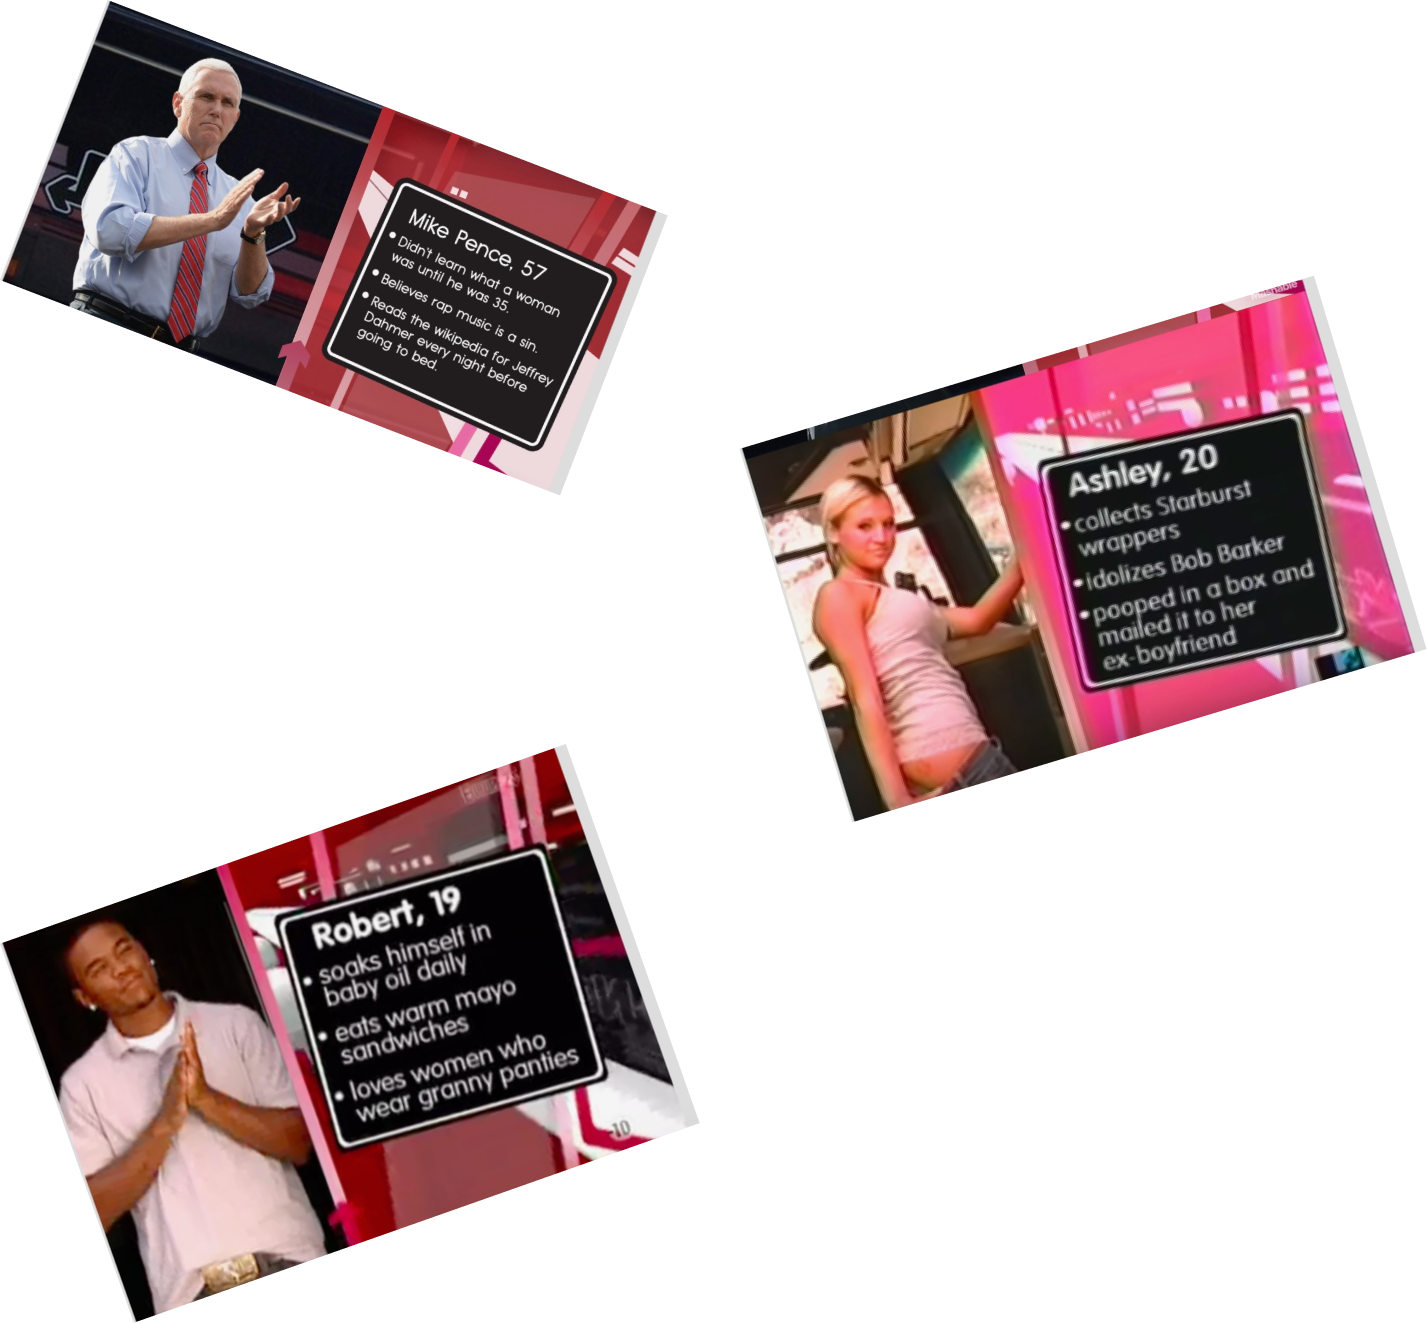 Mike Pence, 57
• Didn't learn what a woman
was until he was 35.
• Believes rap music is a sin.
• Reads the wikipedia for Jeffrey
Dahmer every night before
going to bed.
mashable
Ashley, 20
• collects Starburst
wrappers
• idolizes Bob Barker
• pooped in a box and
mailed it to her
ex-boyfriend
Robert, 19
• soaks himself in
baby oil daily
• eats warm mayo
sandwiches
• loves women who
wear granny panties